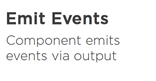 Emit Events
Component emits
events via output